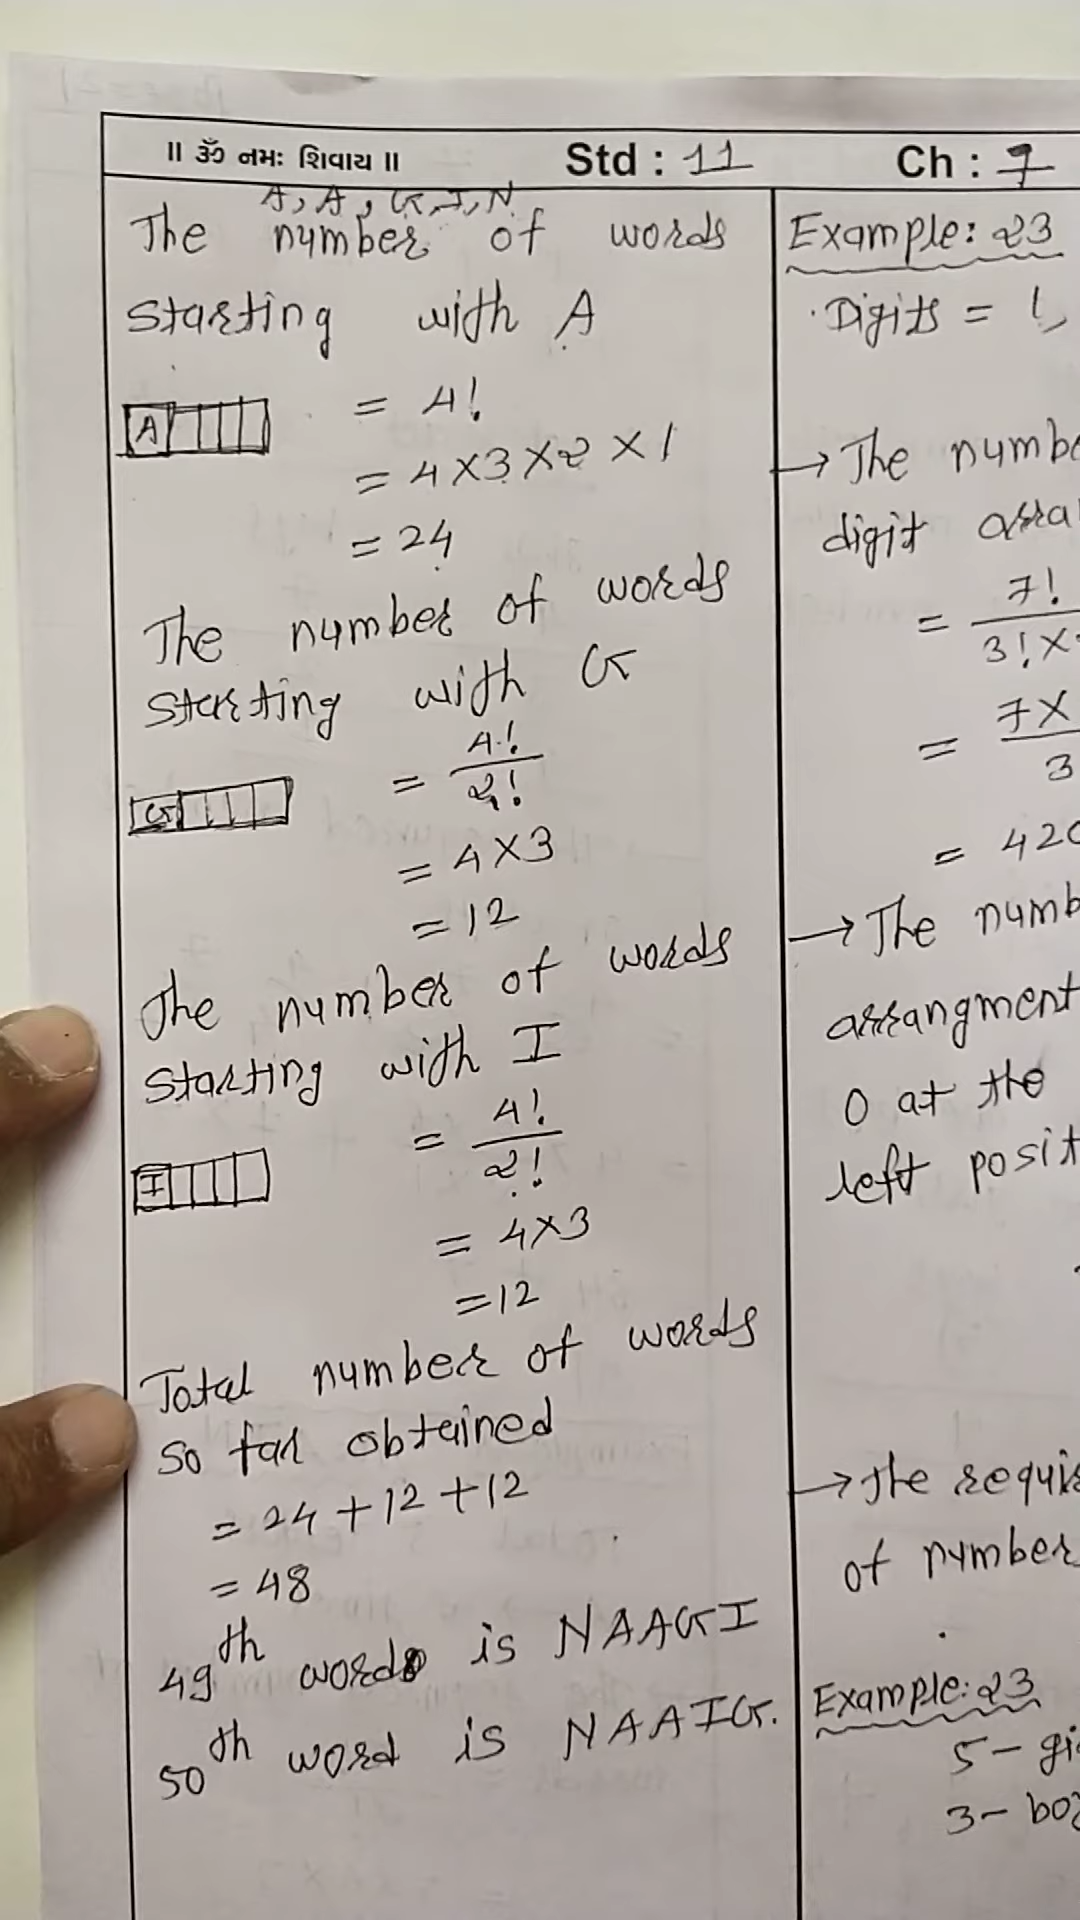 ॥ ॐ नमः शिवाय ॥ Std : 11 Ch : 7
A, A, G, I, N
The number of words
starting with A
A = 4!
= 4 × 3 × 2 × 1
= 24
The number of words
starting with G
= 4!
2!
G
= 4 × 3
= 12
The number of words
starting with I
= 4!
2!
I
= 4 × 3
= 12
Total number of words
so far obtained
= 24 + 12 + 12
= 48
49th word is NAAGI
50th word is NAAIG.
Example: 23
Digits = 1,
→ The numbe
digit arra
= 7!
3! ×
= 7 ×
3
= 420
→ The numb
arrangment
0 at the
left posit
→ The requi
of number
Example: 23
5 - gi
3 - bo